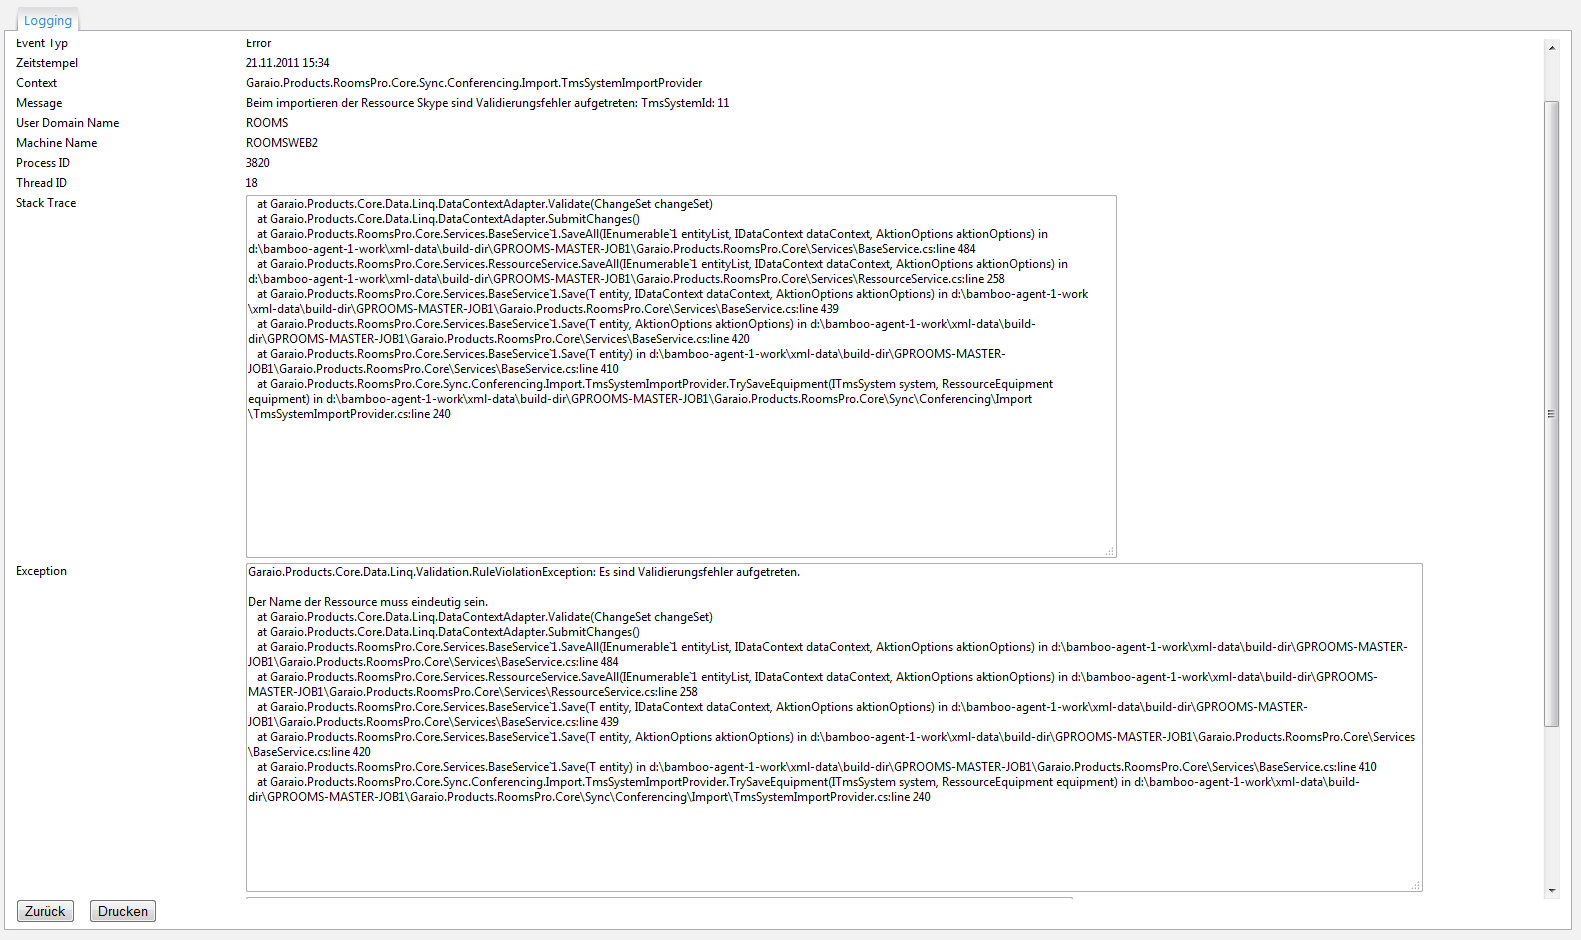 Logging
Event Typ Error
Zeitstempel 21.11.2011 15:34
Context Garaio.Products.RoomsPro.Core.Sync.Conferencing.Import.TmsSystemImportProvider
Message Beim importieren der Ressource Skype sind Validierungsfehler aufgetreten: TmsSystemId: 11
User Domain Name ROOMS
Machine Name ROOMSWEB2
Process ID 3820
Thread ID 18
Stack Trace
at Garaio.Products.Core.Data.Linq.DataContextAdapter.Validate(ChangeSet changeSet)
at Garaio.Products.Core.Data.Linq.DataContextAdapter.SubmitChanges()
at Garaio.Products.RoomsPro.Core.Services.BaseService`1.SaveAll(IEnumerable`1 entityList, IDataContext dataContext, AktionOptions aktionOptions) in
d:\bamboo-agent-1-work\xml-data\build-dir\GPROOMS-MASTER-JOB1\Garaio.Products.RoomsPro.Core\Services\BaseService.cs:line 484
at Garaio.Products.RoomsPro.Core.Services.RessourceService.SaveAll(IEnumerable`1 entityList, IDataContext dataContext, AktionOptions aktionOptions) in
d:\bamboo-agent-1-work\xml-data\build-dir\GPROOMS-MASTER-JOB1\Garaio.Products.RoomsPro.Core\Services\RessourceService.cs:line 258
at Garaio.Products.RoomsPro.Core.Services.BaseService`1.Save(T entity, IDataContext dataContext, AktionOptions aktionOptions) in d:\bamboo-agent-1-work
\xml-data\build-dir\GPROOMS-MASTER-JOB1\Garaio.Products.RoomsPro.Core\Services\BaseService.cs:line 439
at Garaio.Products.RoomsPro.Core.Services.BaseService`1.Save(T entity, AktionOptions aktionOptions) in d:\bamboo-agent-1-work\xml-data\build-
dir\GPROOMS-MASTER-JOB1\Garaio.Products.RoomsPro.Core\Services\BaseService.cs:line 420
at Garaio.Products.RoomsPro.Core.Services.BaseService`1.Save(T entity) in d:\bamboo-agent-1-work\xml-data\build-dir\GPROOMS-MASTER-
JOB1\Garaio.Products.RoomsPro.Core\Services\BaseService.cs:line 410
at Garaio.Products.RoomsPro.Core.Sync.Conferencing.Import.TmsSystemImportProvider.TrySaveEquipment(ITmsSystem system, RessourceEquipment
equipment) in d:\bamboo-agent-1-work\xml-data\build-dir\GPROOMS-MASTER-JOB1\Garaio.Products.RoomsPro.Core\Sync\Conferencing\Import
\TmsSystemImportProvider.cs:line 240
Exception
Garaio.Products.Core.Data.Linq.Validation.RuleViolationException: Es sind Validierungsfehler aufgetreten.
Der Name der Ressource muss eindeutig sein.
at Garaio.Products.Core.Data.Linq.DataContextAdapter.Validate(ChangeSet changeSet)
at Garaio.Products.Core.Data.Linq.DataContextAdapter.SubmitChanges()
at Garaio.Products.RoomsPro.Core.Services.BaseService`1.SaveAll(IEnumerable`1 entityList, IDataContext dataContext, AktionOptions aktionOptions) in d:\bamboo-agent-1-work\xml-data\build-dir\GPROOMS-MASTER-
JOB1\Garaio.Products.RoomsPro.Core\Services\BaseService.cs:line 484
at Garaio.Products.RoomsPro.Core.Services.RessourceService.SaveAll(IEnumerable`1 entityList, IDataContext dataContext, AktionOptions aktionOptions) in d:\bamboo-agent-1-work\xml-data\build-dir\GPROOMS-
MASTER-JOB1\Garaio.Products.RoomsPro.Core\Services\RessourceService.cs:line 258
at Garaio.Products.RoomsPro.Core.Services.BaseService`1.Save(T entity, IDataContext dataContext, AktionOptions aktionOptions) in d:\bamboo-agent-1-work\xml-data\build-dir\GPROOMS-MASTER-
JOB1\Garaio.Products.RoomsPro.Core\Services\BaseService.cs:line 439
at Garaio.Products.RoomsPro.Core.Services.BaseService`1.Save(T entity, AktionOptions aktionOptions) in d:\bamboo-agent-1-work\xml-data\build-dir\GPROOMS-MASTER-JOB1\Garaio.Products.RoomsPro.Core\Services
\BaseService.cs:line 420
at Garaio.Products.RoomsPro.Core.Services.BaseService`1.Save(T entity) in d:\bamboo-agent-1-work\xml-data\build-dir\GPROOMS-MASTER-JOB1\Garaio.Products.RoomsPro.Core\Services\BaseService.cs:line 410
at Garaio.Products.RoomsPro.Core.Sync.Conferencing.Import.TmsSystemImportProvider.TrySaveEquipment(ITmsSystem system, RessourceEquipment equipment) in d:\bamboo-agent-1-work\xml-data\build-
dir\GPROOMS-MASTER-JOB1\Garaio.Products.RoomsPro.Core\Sync\Conferencing\Import\TmsSystemImportProvider.cs:line 240
Zurück Drucken